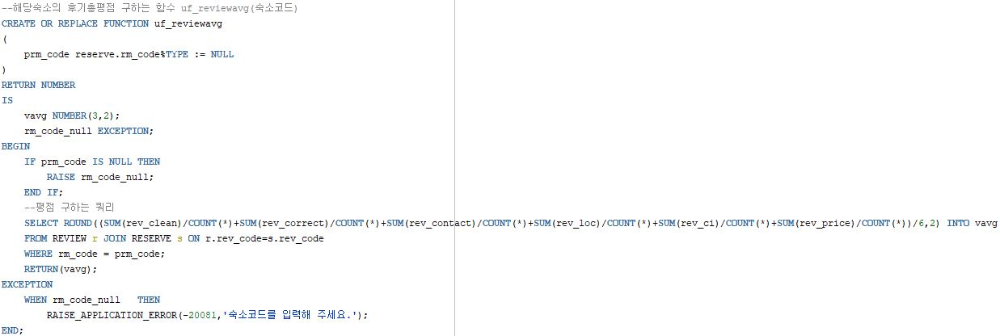 --해당숙소의 후기총평점 구하는 함수 uf_reviewavg(숙소코드)
CREATE OR REPLACE FUNCTION uf_reviewavg
(
    prm_code reserve.rm_code%TYPE := NULL
)
RETURN NUMBER
IS
    vavg NUMBER(3,2);
    rm_code_null EXCEPTION;
BEGIN
    IF prm_code IS NULL THEN
        RAISE rm_code_null;
    END IF;
    --평점 구하는 쿼리
    SELECT ROUND((SUM(rev_clean)/COUNT(*)+SUM(rev_correct)/COUNT(*)+SUM(rev_contact)/COUNT(*)+SUM(rev_loc)/COUNT(*)+SUM(rev_ci)/COUNT(*)+SUM(rev_price)/COUNT(*))/6,2) INTO vavg
    FROM REVIEW r JOIN RESERVE s ON r.rev_code=s.rev_code
    WHERE rm_code = prm_code;
    RETURN(vavg);
EXCEPTION
    WHEN rm_code_null   THEN
        RAISE_APPLICATION_ERROR(-20081,'숙소코드를 입력해 주세요.');
END;